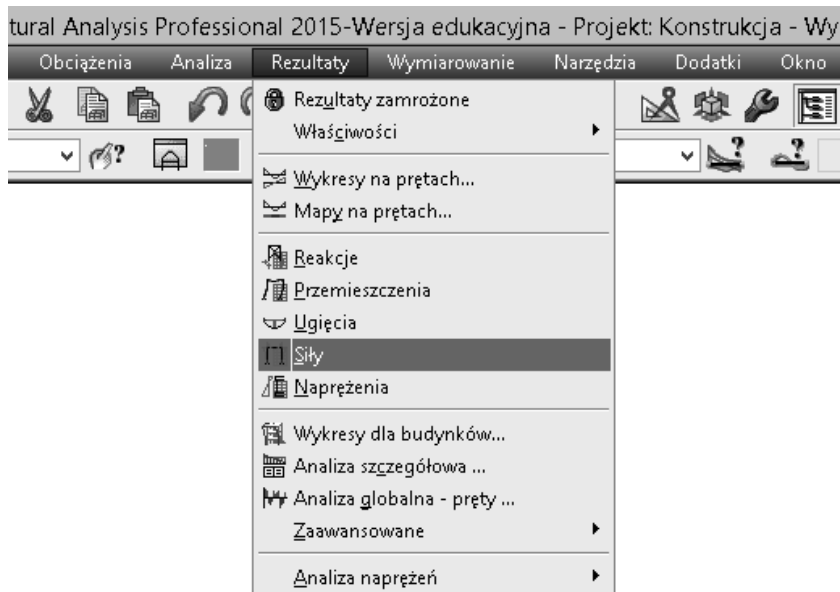 tural Analysis Professional 2015-Wersja edukacyjna - Projekt: Konstrukcja - Wy
Obciążenia Analiza Rezultaty Wymiarowanie Narzędzia Dodatki Okno
Rezultaty zamrożone
Właściwości
? ? ?
Wykresy na prętach...
Mapy na prętach...
Reakcje
Przemieszczenia
Ugięcia
Siły
Naprężenia
Wykresy dla budynków...
Analiza szczegółowa ...
Analiza globalna - pręty ...
Zaawansowane
Analiza naprężeń